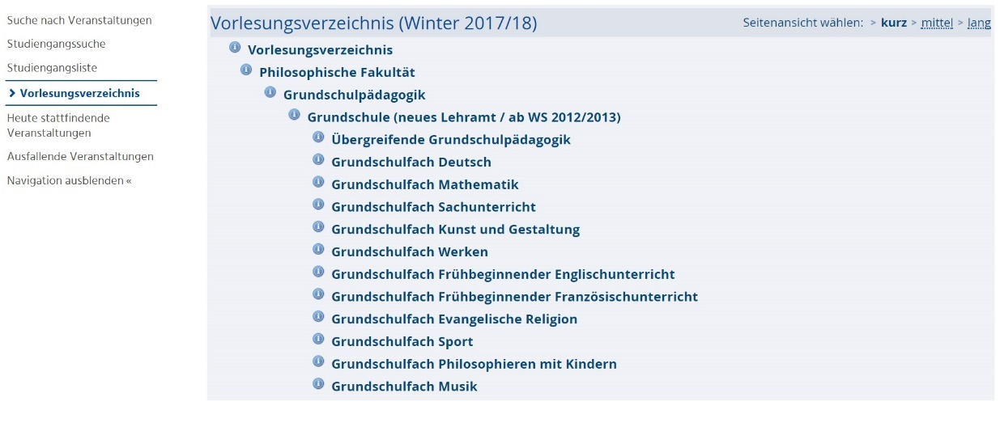 Suche nach Veranstaltungen
Studiengangssuche
Studiengangsliste
Vorlesungsverzeichnis
Heute stattfindende
Veranstaltungen
Ausfallende Veranstaltungen
Navigation ausblenden «
Vorlesungsverzeichnis (Winter 2017/18)
Seitenansicht wählen: > kurz > mittel > lang
Vorlesungsverzeichnis
Philosophische Fakultät
Grundschulpädagogik
Grundschule (neues Lehramt / ab WS 2012/2013)
Übergreifende Grundschulpädagogik
Grundschulfach Deutsch
Grundschulfach Mathematik
Grundschulfach Sachunterricht
Grundschulfach Kunst und Gestaltung
Grundschulfach Werken
Grundschulfach Frühbeginnender Englischunterricht
Grundschulfach Frühbeginnender Französischunterricht
Grundschulfach Evangelische Religion
Grundschulfach Sport
Grundschulfach Philosophieren mit Kindern
Grundschulfach Musik